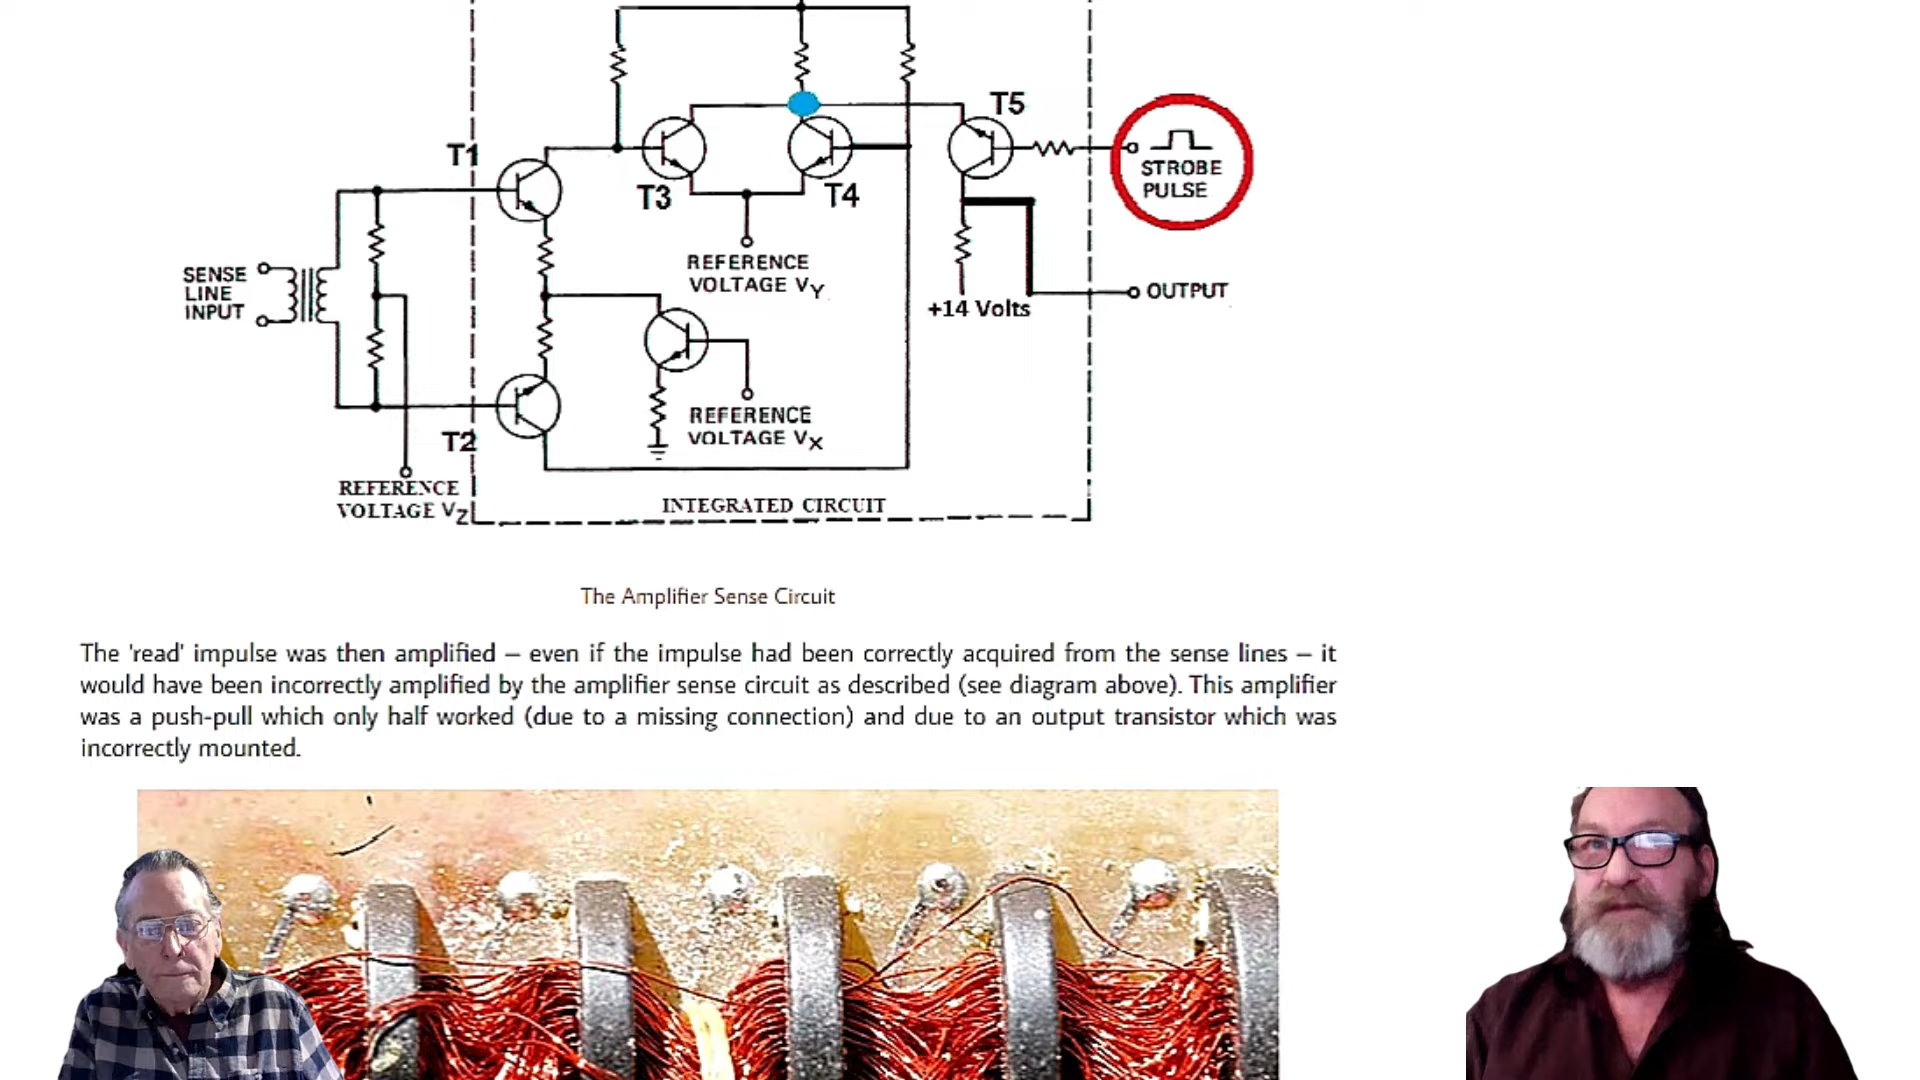 T5
STROBE
PULSE
T1
T3
T4
SENSE
LINE
INPUT
REFERENCE
VOLTAGE VY
OUTPUT
+14 Volts
REFERENCE
VOLTAGE VX
T2
REFERENCE
VOLTAGE VZ
INTEGRATED CIRCUIT
The Amplifier Sense Circuit
The 'read' impulse was then amplified – even if the impulse had been correctly acquired from the sense lines – it
would have been incorrectly amplified by the amplifier sense circuit as described (see diagram above). This amplifier
was a push-pull which only half worked (due to a missing connection) and due to an output transistor which was
incorrectly mounted.